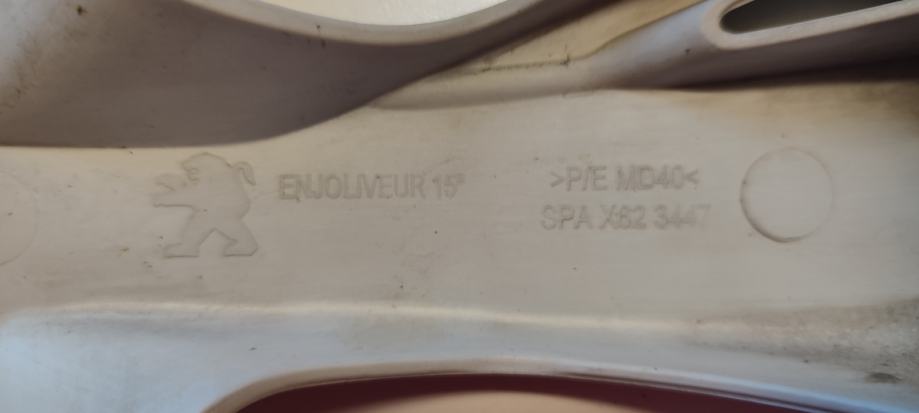 ENJOLIVEUR 15"
>P/E MD40<
SPA X62 3447